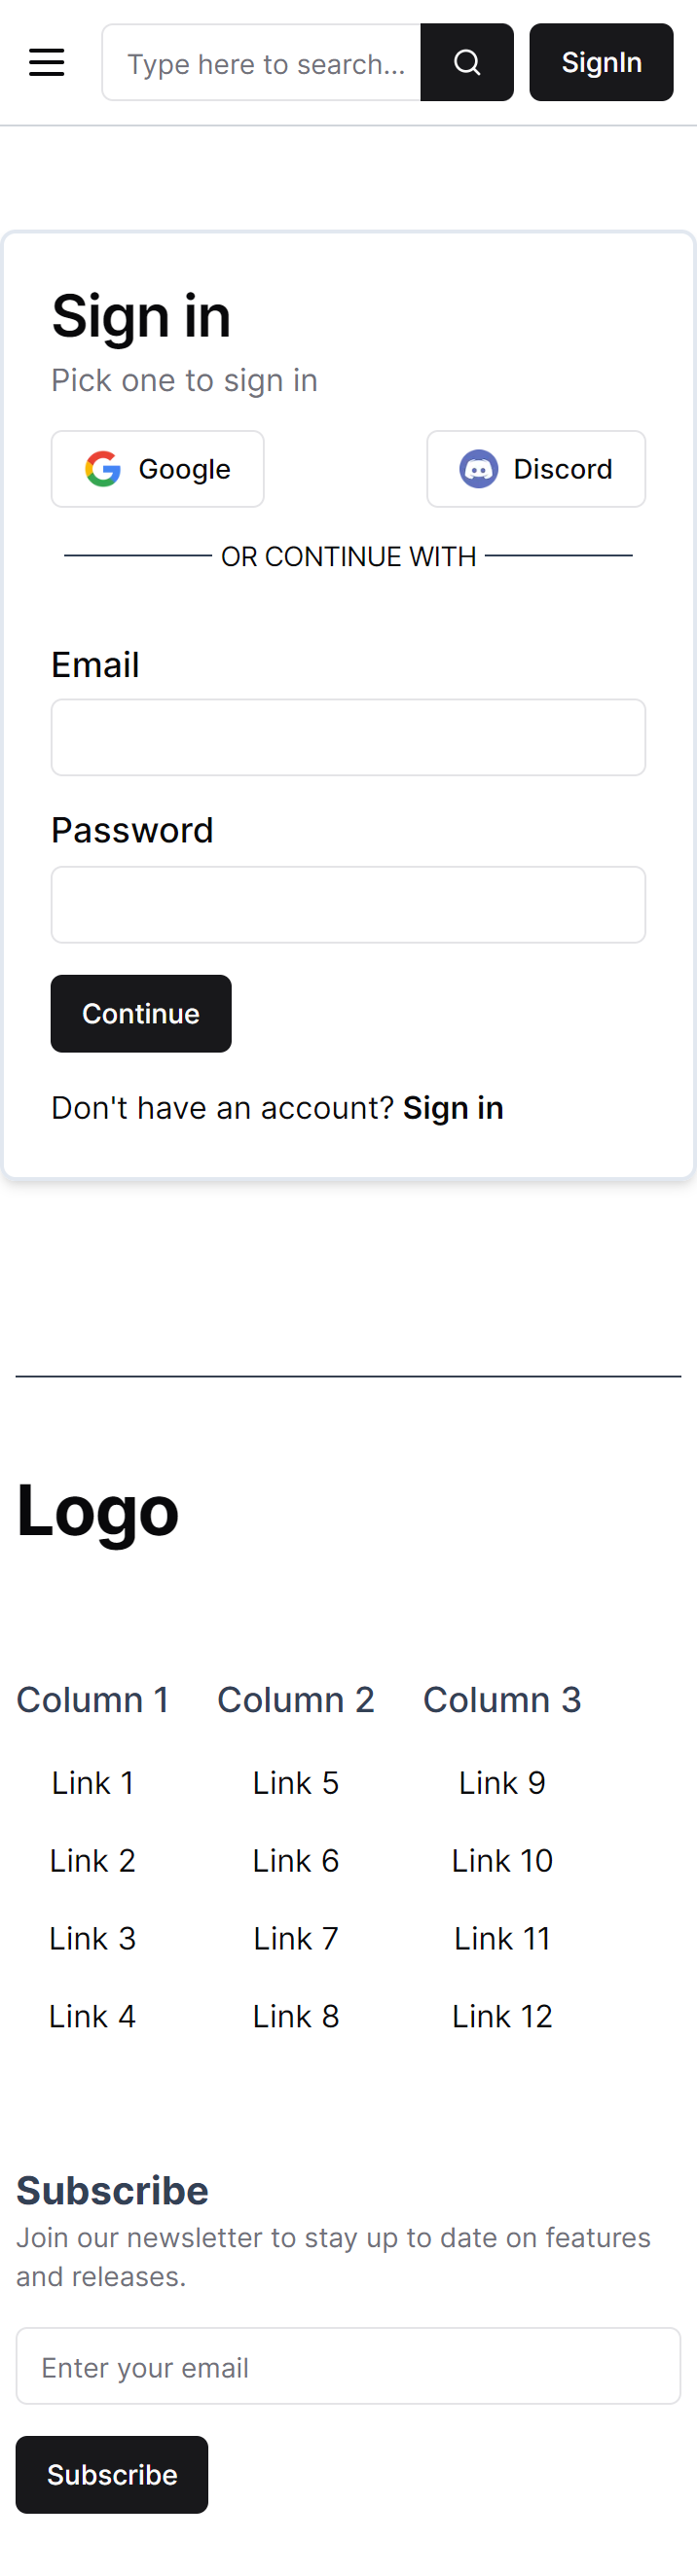 Type here to search...
SignIn
Sign in
Pick one to sign in
Google
Discord
OR CONTINUE WITH
Email
Password
Continue
Don't have an account? Sign in
Logo
Column 1
Link 1
Link 2
Link 3
Link 4
Column 2
Link 5
Link 6
Link 7
Link 8
Column 3
Link 9
Link 10
Link 11
Link 12
Subscribe
Join our newsletter to stay up to date on features
and releases.
Enter your email
Subscribe